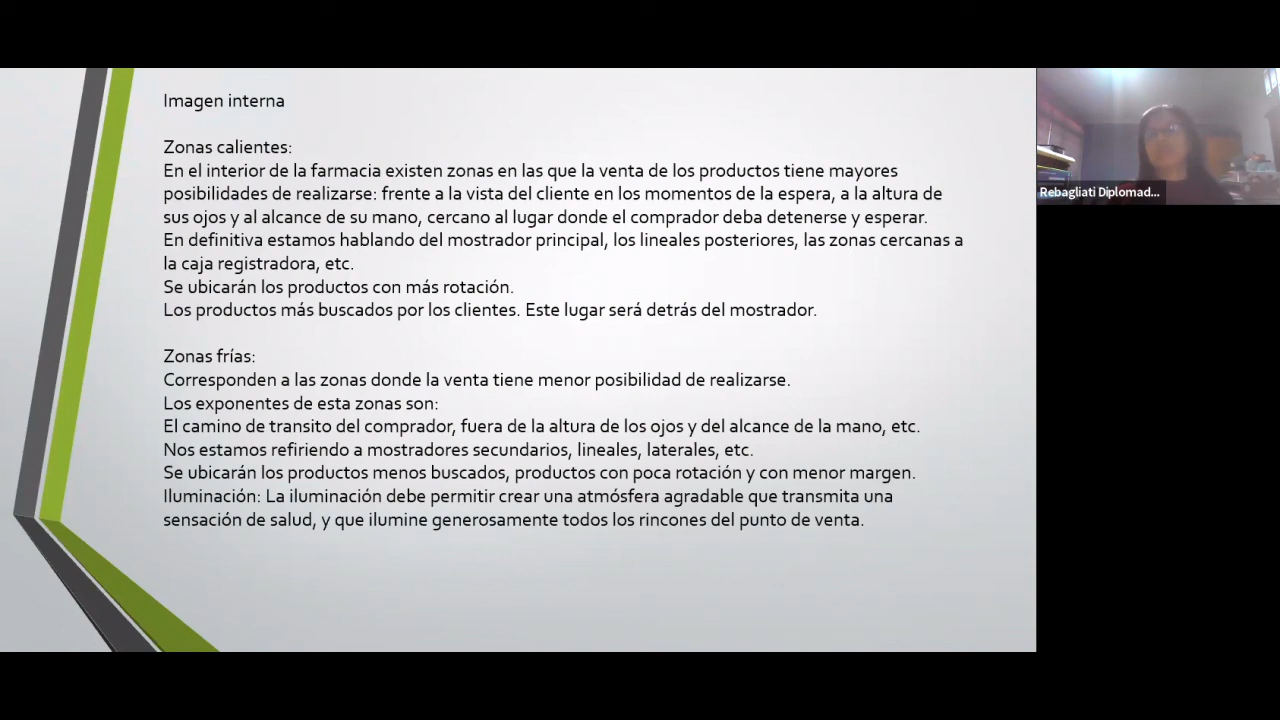 Imagen interna
Zonas calientes:
En el interior de la farmacia existen zonas en las que la venta de los productos tiene mayores
posibilidades de realizarse: frente a la vista del cliente en los momentos de la espera, a la altura de
sus ojos y al alcance de su mano, cercano al lugar donde el comprador deba detenerse y esperar.
En definitiva estamos hablando del mostrador principal, los lineales posteriores, las zonas cercanas a
la caja registradora, etc.
Se ubicarán los productos con más rotación.
Los productos más buscados por los clientes. Este lugar será detrás del mostrador.
Zonas frías:
Corresponden a las zonas donde la venta tiene menor posibilidad de realizarse.
Los exponentes de esta zonas son:
El camino de transito del comprador, fuera de la altura de los ojos y del alcance de la mano, etc.
Nos estamos refiriendo a mostradores secundarios, lineales, laterales, etc.
Se ubicarán los productos menos buscados, productos con poca rotación y con menor margen.
Iluminación: La iluminación debe permitir crear una atmósfera agradable que transmita una
sensación de salud, y que ilumine generosamente todos los rincones del punto de venta.
Rebagliati Diplomad...